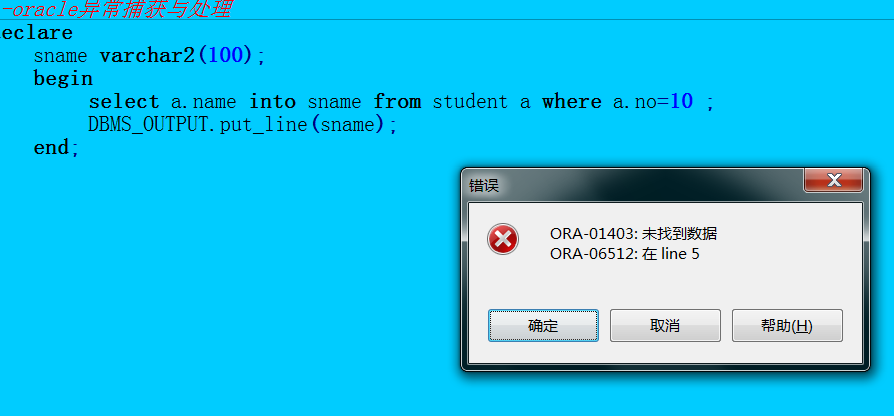 -oracle异常捕获与处理
eclare
sname varchar2(100);
begin
select a.name into sname from student a where a.no=10 ;
DBMS_OUTPUT.put_line(sname);
end;
错误
ORA-01403: 未找到数据
ORA-06512: 在 line 5
确定
取消
帮助(H)